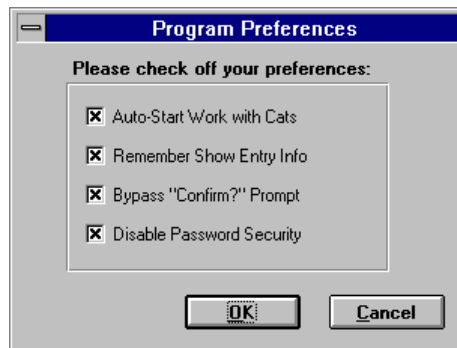 Program Preferences
Please check off your preferences:
Auto-Start Work with Cats
Remember Show Entry Info
Bypass "Confirm?" Prompt
Disable Password Security
OK
Cancel